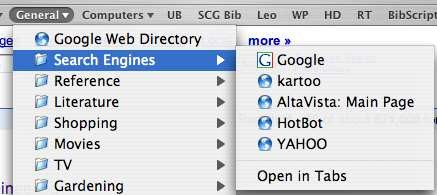 General Computers UB SCG Bib Leo WP HD RT BibScrip
more »
Google Web Directory
Search Engines
Reference
Literature
Shopping
Movies
TV
Gardening
Google
kartoo
AltaVista: Main Page
HotBot
YAHOO
Open in Tabs